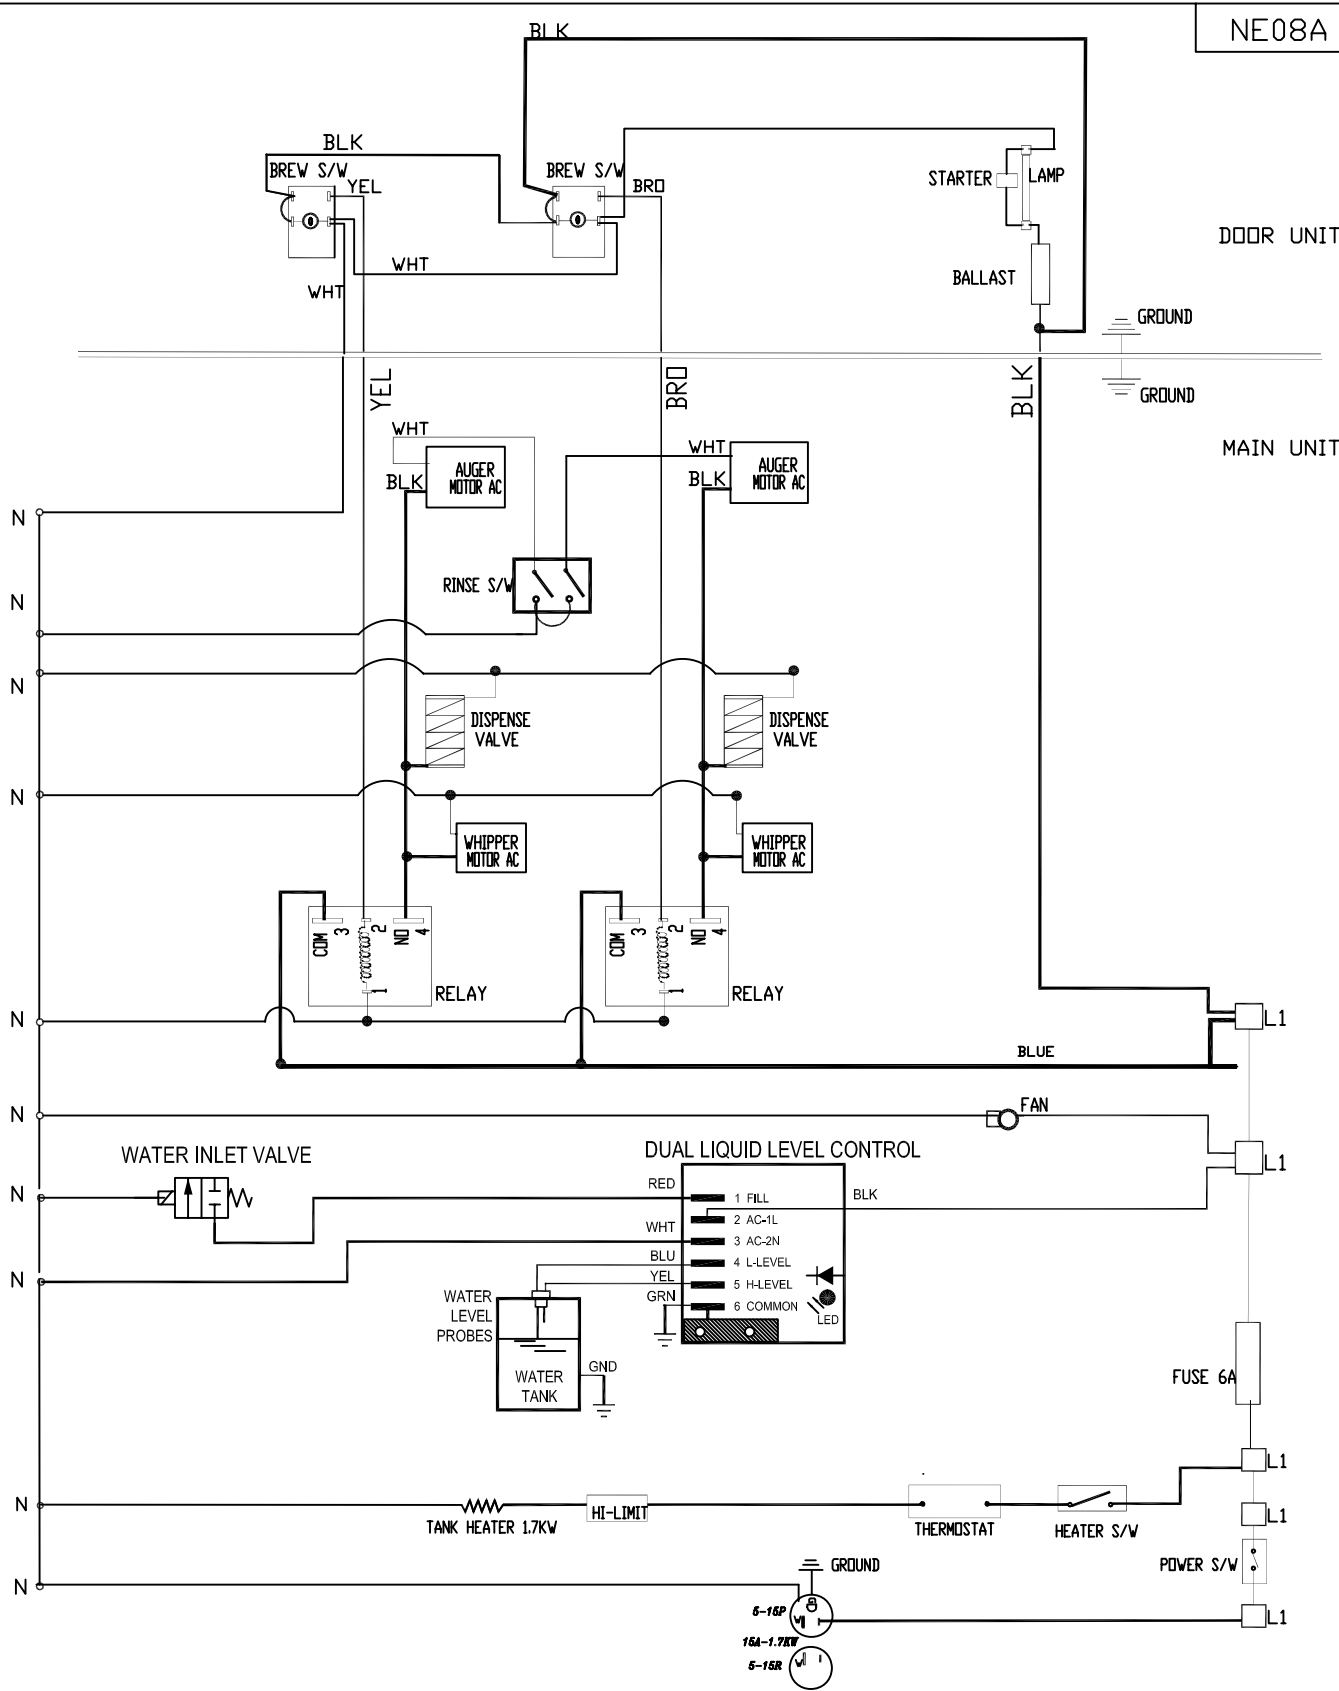 NE08A
BLK
BLK
BREW S/W
YEL
BREW S/W
BRO
STARTER
LAMP
DOOR UNIT
WHT
BALLAST
WHT
GROUND
YEL
BRO
BLK
GROUND
WHT
AUGER
MOTOR AC
BLK
WHT
AUGER
MOTOR AC
BLK
MAIN UNIT
N
RINSE S/W
N
N
DISPENSE
VALVE
DISPENSE
VALVE
N
WHIPPER
MOTOR AC
WHIPPER
MOTOR AC
COM
3
2
NO
4
1
RELAY
COM
3
2
NO
4
1
RELAY
N
L1
BLUE
N
FAN
WATER INLET VALVE
DUAL LIQUID LEVEL CONTROL
L1
N
RED
1 FILL
BLK
2 AC-1L
WHT
3 AC-2N
BLU
4 L-LEVEL
YEL
5 H-LEVEL
GRN
6 COMMON
LED
N
WATER
LEVEL
PROBES
WATER
TANK
GND
FUSE 6A
L1
N
TANK HEATER 1.7KW
HI-LIMIT
THERMOSTAT
HEATER S/W
L1
POWER S/W
N
GROUND
5-15P
W
L1
15A-1.7KW
5-15R
W